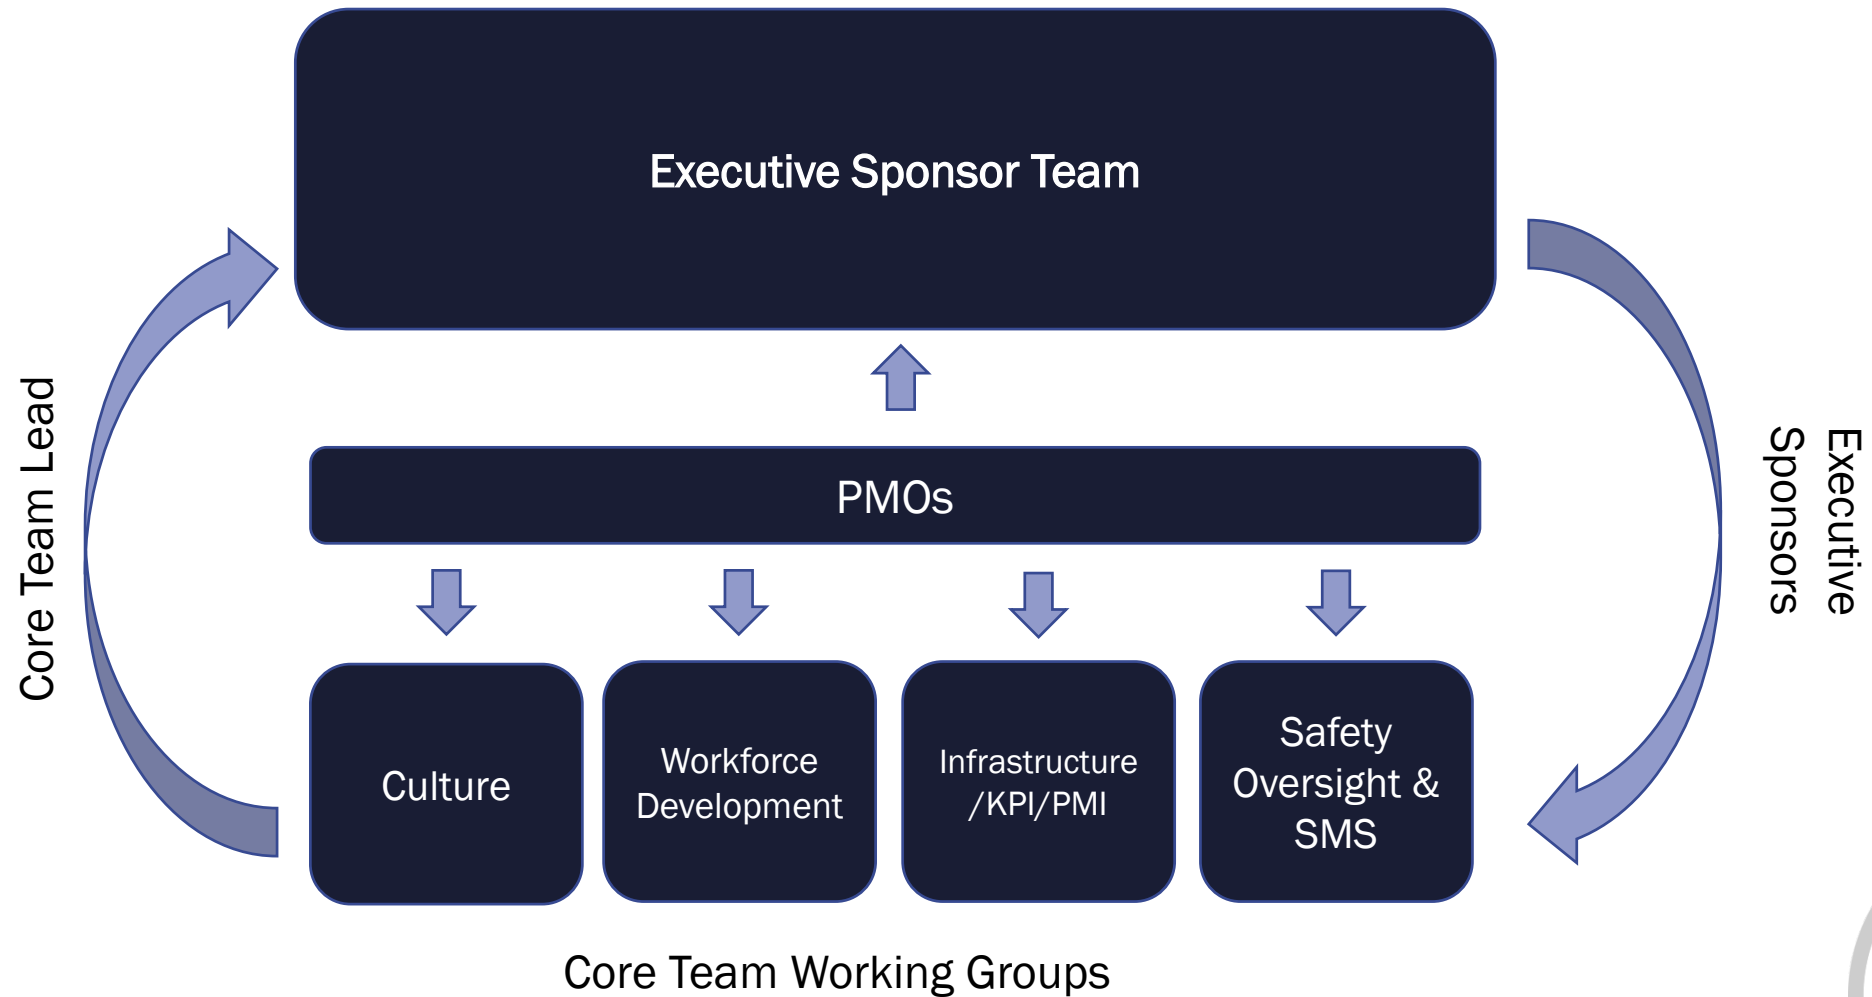 Executive Sponsor Team
Core Team Lead
Executive
Sponsors
PMOs
Culture
Workforce
Development
Infrastructure
/KPI/PMI
Safety
Oversight &
SMS
Core Team Working Groups